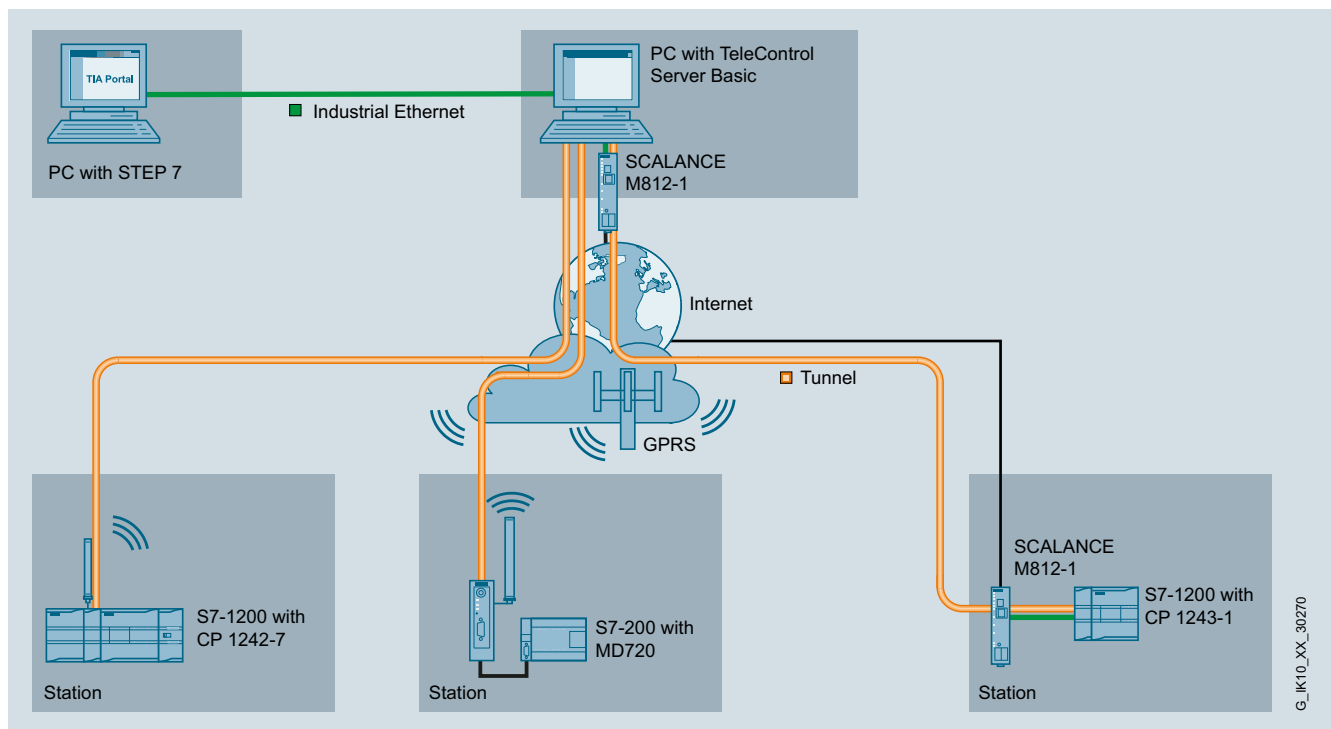 TIA Portal
PC with STEP 7
Industrial Ethernet
PC with TeleControl
Server Basic
SCALANCE
M812-1
Internet
Tunnel
GPRS
S7-1200 with
CP 1242-7
Station
S7-200 with
MD720
Station
SCALANCE
M812-1
S7-1200 with
CP 1243-1
Station
G_IK10_XX_30270